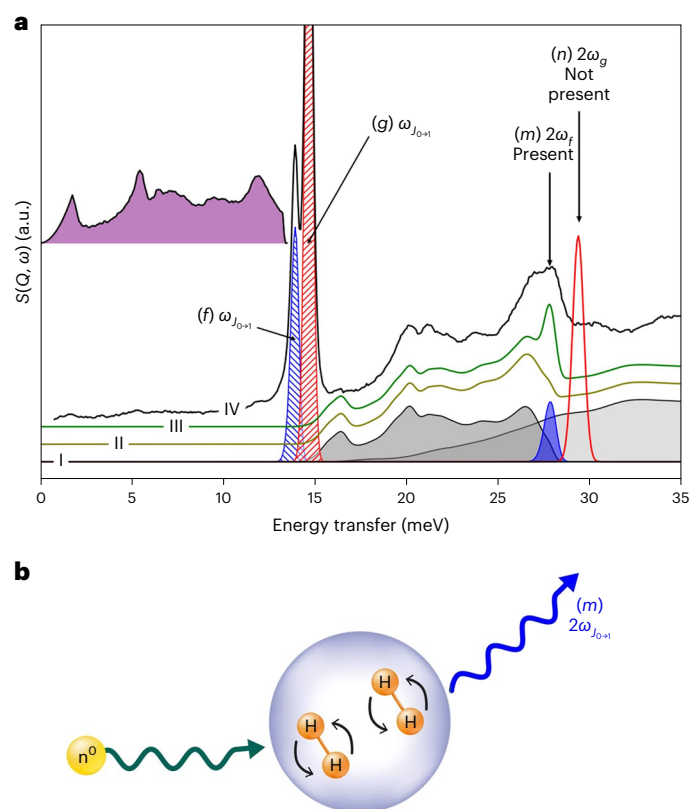 a
(n) 2ωg
Not
present
(m) 2ωf
Present
(g) ωJ0→1
(f) ωJ0→1
S(Q, ω) (a.u.)
IV
III
II
I
0 5 10 15 20 25 30 35
Energy transfer (meV)
b
(m)
2ωJ0→1
H H
H H
n0